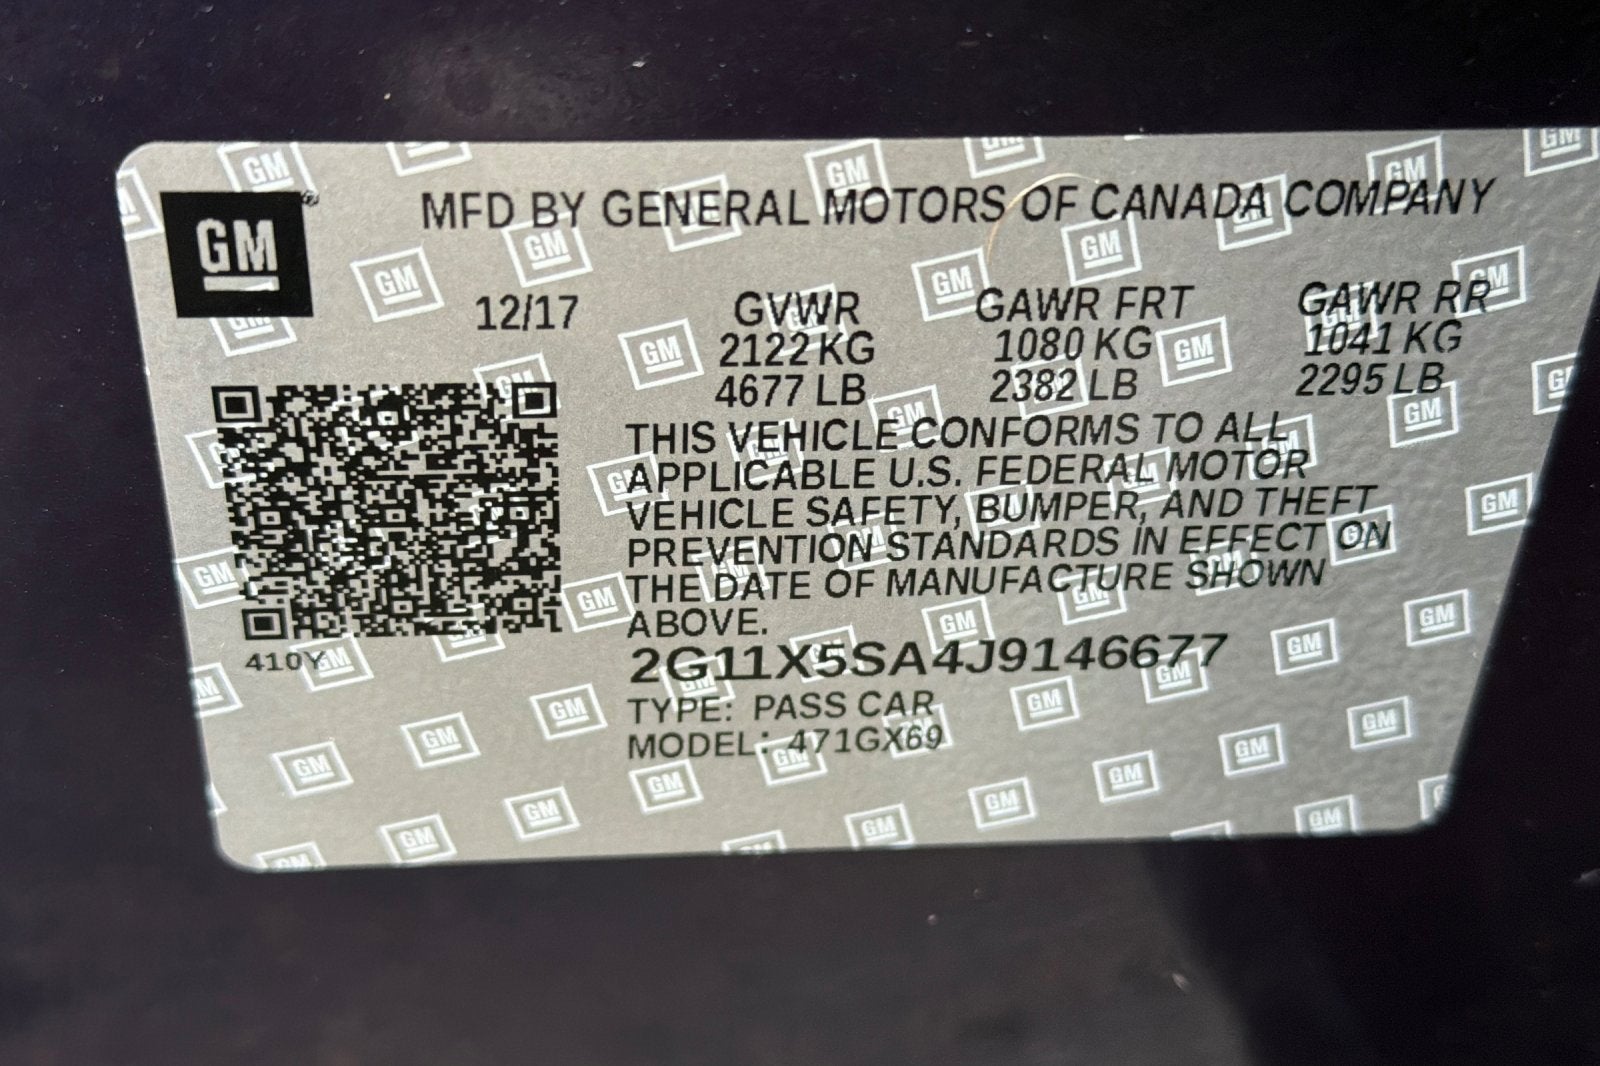 GM
MFD BY GENERAL MOTORS OF CANADA COMPANY
12/17
GVWR
2122 KG
4677 LB
GAWR FRT
1080 KG
2382 LB
GAWR RR
1041 KG
2295 LB
THIS VEHICLE CONFORMS TO ALL
APPLICABLE U.S. FEDERAL MOTOR
VEHICLE SAFETY, BUMPER, AND THEFT
PREVENTION STANDARDS IN EFFECT ON
THE DATE OF MANUFACTURE SHOWN
ABOVE.
2G11X5SA4J9146677
TYPE: PASS CAR
MODEL: 471GX69
410Y